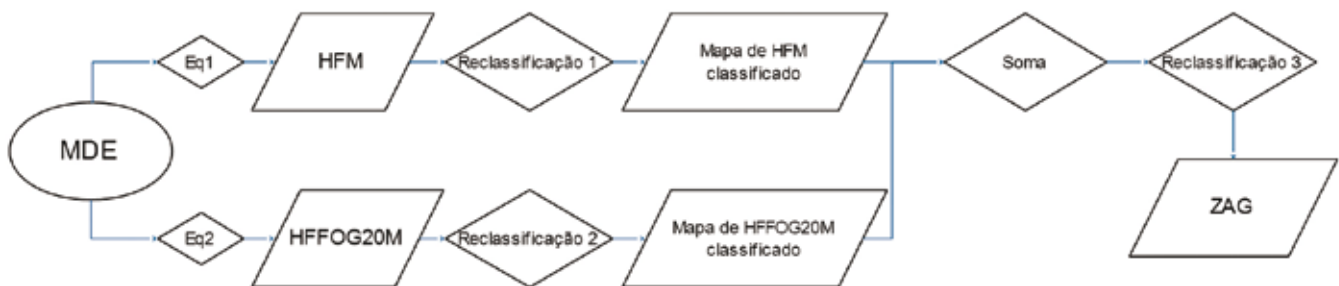 MDE
Eq1
HFM
Reclassificação 1
Mapa de HFM
classificado
Soma
Reclassificação 3
Eq2
HFFOG20M
Reclassificação 2
Mapa de HFFOG20M
classificado
ZAG